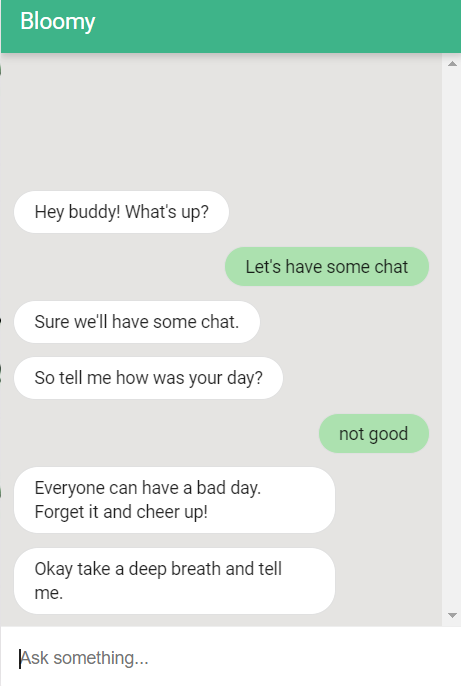 Bloomy
Hey buddy! What's up?
Let's have some chat
Sure we'll have some chat.
So tell me how was your day?
not good
Everyone can have a bad day.
Forget it and cheer up!
Okay take a deep breath and tell
me.
Ask something...